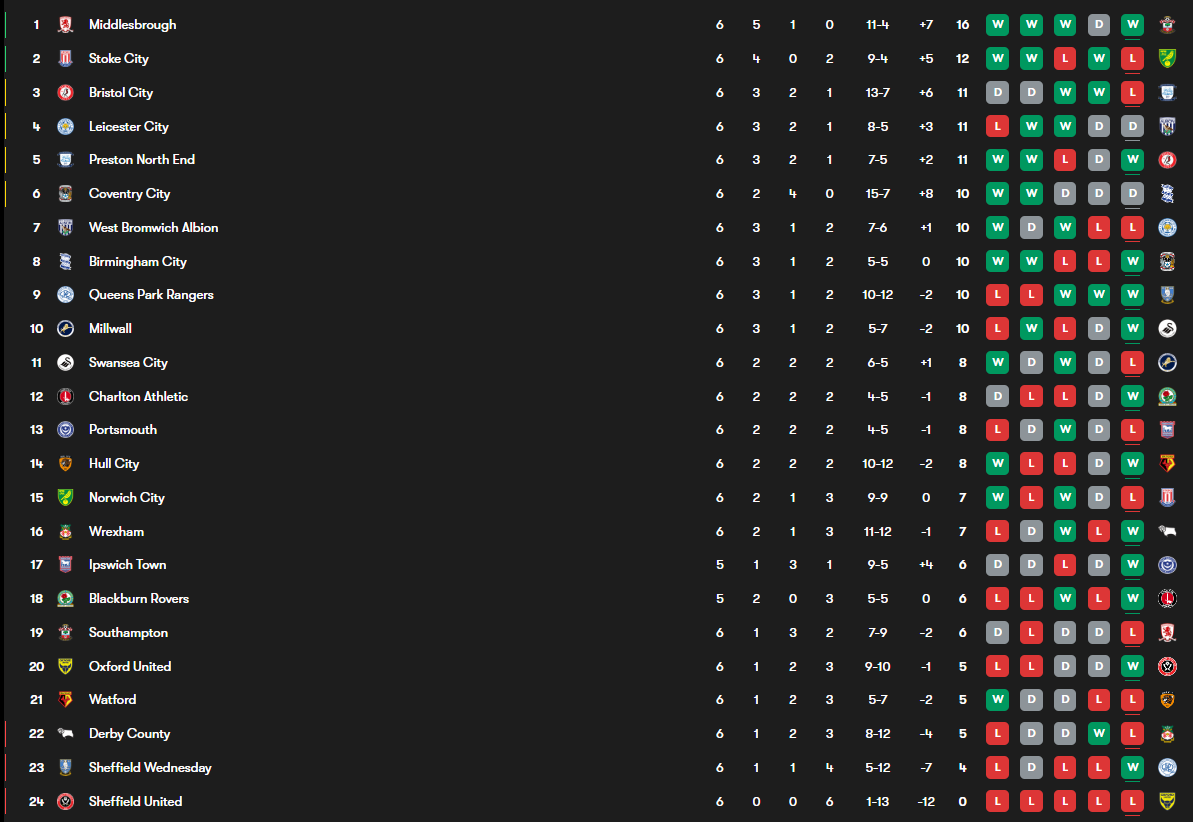 1 Middlesbrough 6 5 1 0 11-4 +7 16 W W W D W
2 Stoke City 6 4 0 2 9-4 +5 12 W W L W L
3 Bristol City 6 3 2 1 13-7 +6 11 D D W W L
4 Leicester City 6 3 2 1 8-5 +3 11 L W W D D
5 Preston North End 6 3 2 1 7-5 +2 11 W W L D W
6 Coventry City 6 2 4 0 15-7 +8 10 W W D D D
7 West Bromwich Albion 6 3 1 2 7-6 +1 10 W D W L L
8 Birmingham City 6 3 1 2 5-5 0 10 W W L L W
9 Queens Park Rangers 6 3 1 2 10-12 -2 10 L L W W W
10 Millwall 6 3 1 2 5-7 -2 10 L W L D W
11 Swansea City 6 2 2 2 6-5 +1 8 W D W D L
12 Charlton Athletic 6 2 2 2 4-5 -1 8 D L L D W
13 Portsmouth 6 2 2 2 4-5 -1 8 L D W D L
14 Hull City 6 2 2 2 10-12 -2 8 W L L D W
15 Norwich City 6 2 1 3 9-9 0 7 W L W D L
16 Wrexham 6 2 1 3 11-12 -1 7 L D W L W
17 Ipswich Town 5 1 3 1 9-5 +4 6 D D L D W
18 Blackburn Rovers 5 2 0 3 5-5 0 6 L L W L W
19 Southampton 6 1 3 2 7-9 -2 6 D L D D L
20 Oxford United 6 1 2 3 9-10 -1 5 L L D D W
21 Watford 6 1 2 3 5-7 -2 5 W D D L L
22 Derby County 6 1 2 3 8-12 -4 5 L D D W L
23 Sheffield Wednesday 6 1 1 4 5-12 -7 4 L D L L W
24 Sheffield United 6 0 0 6 1-13 -12 0 L L L L L